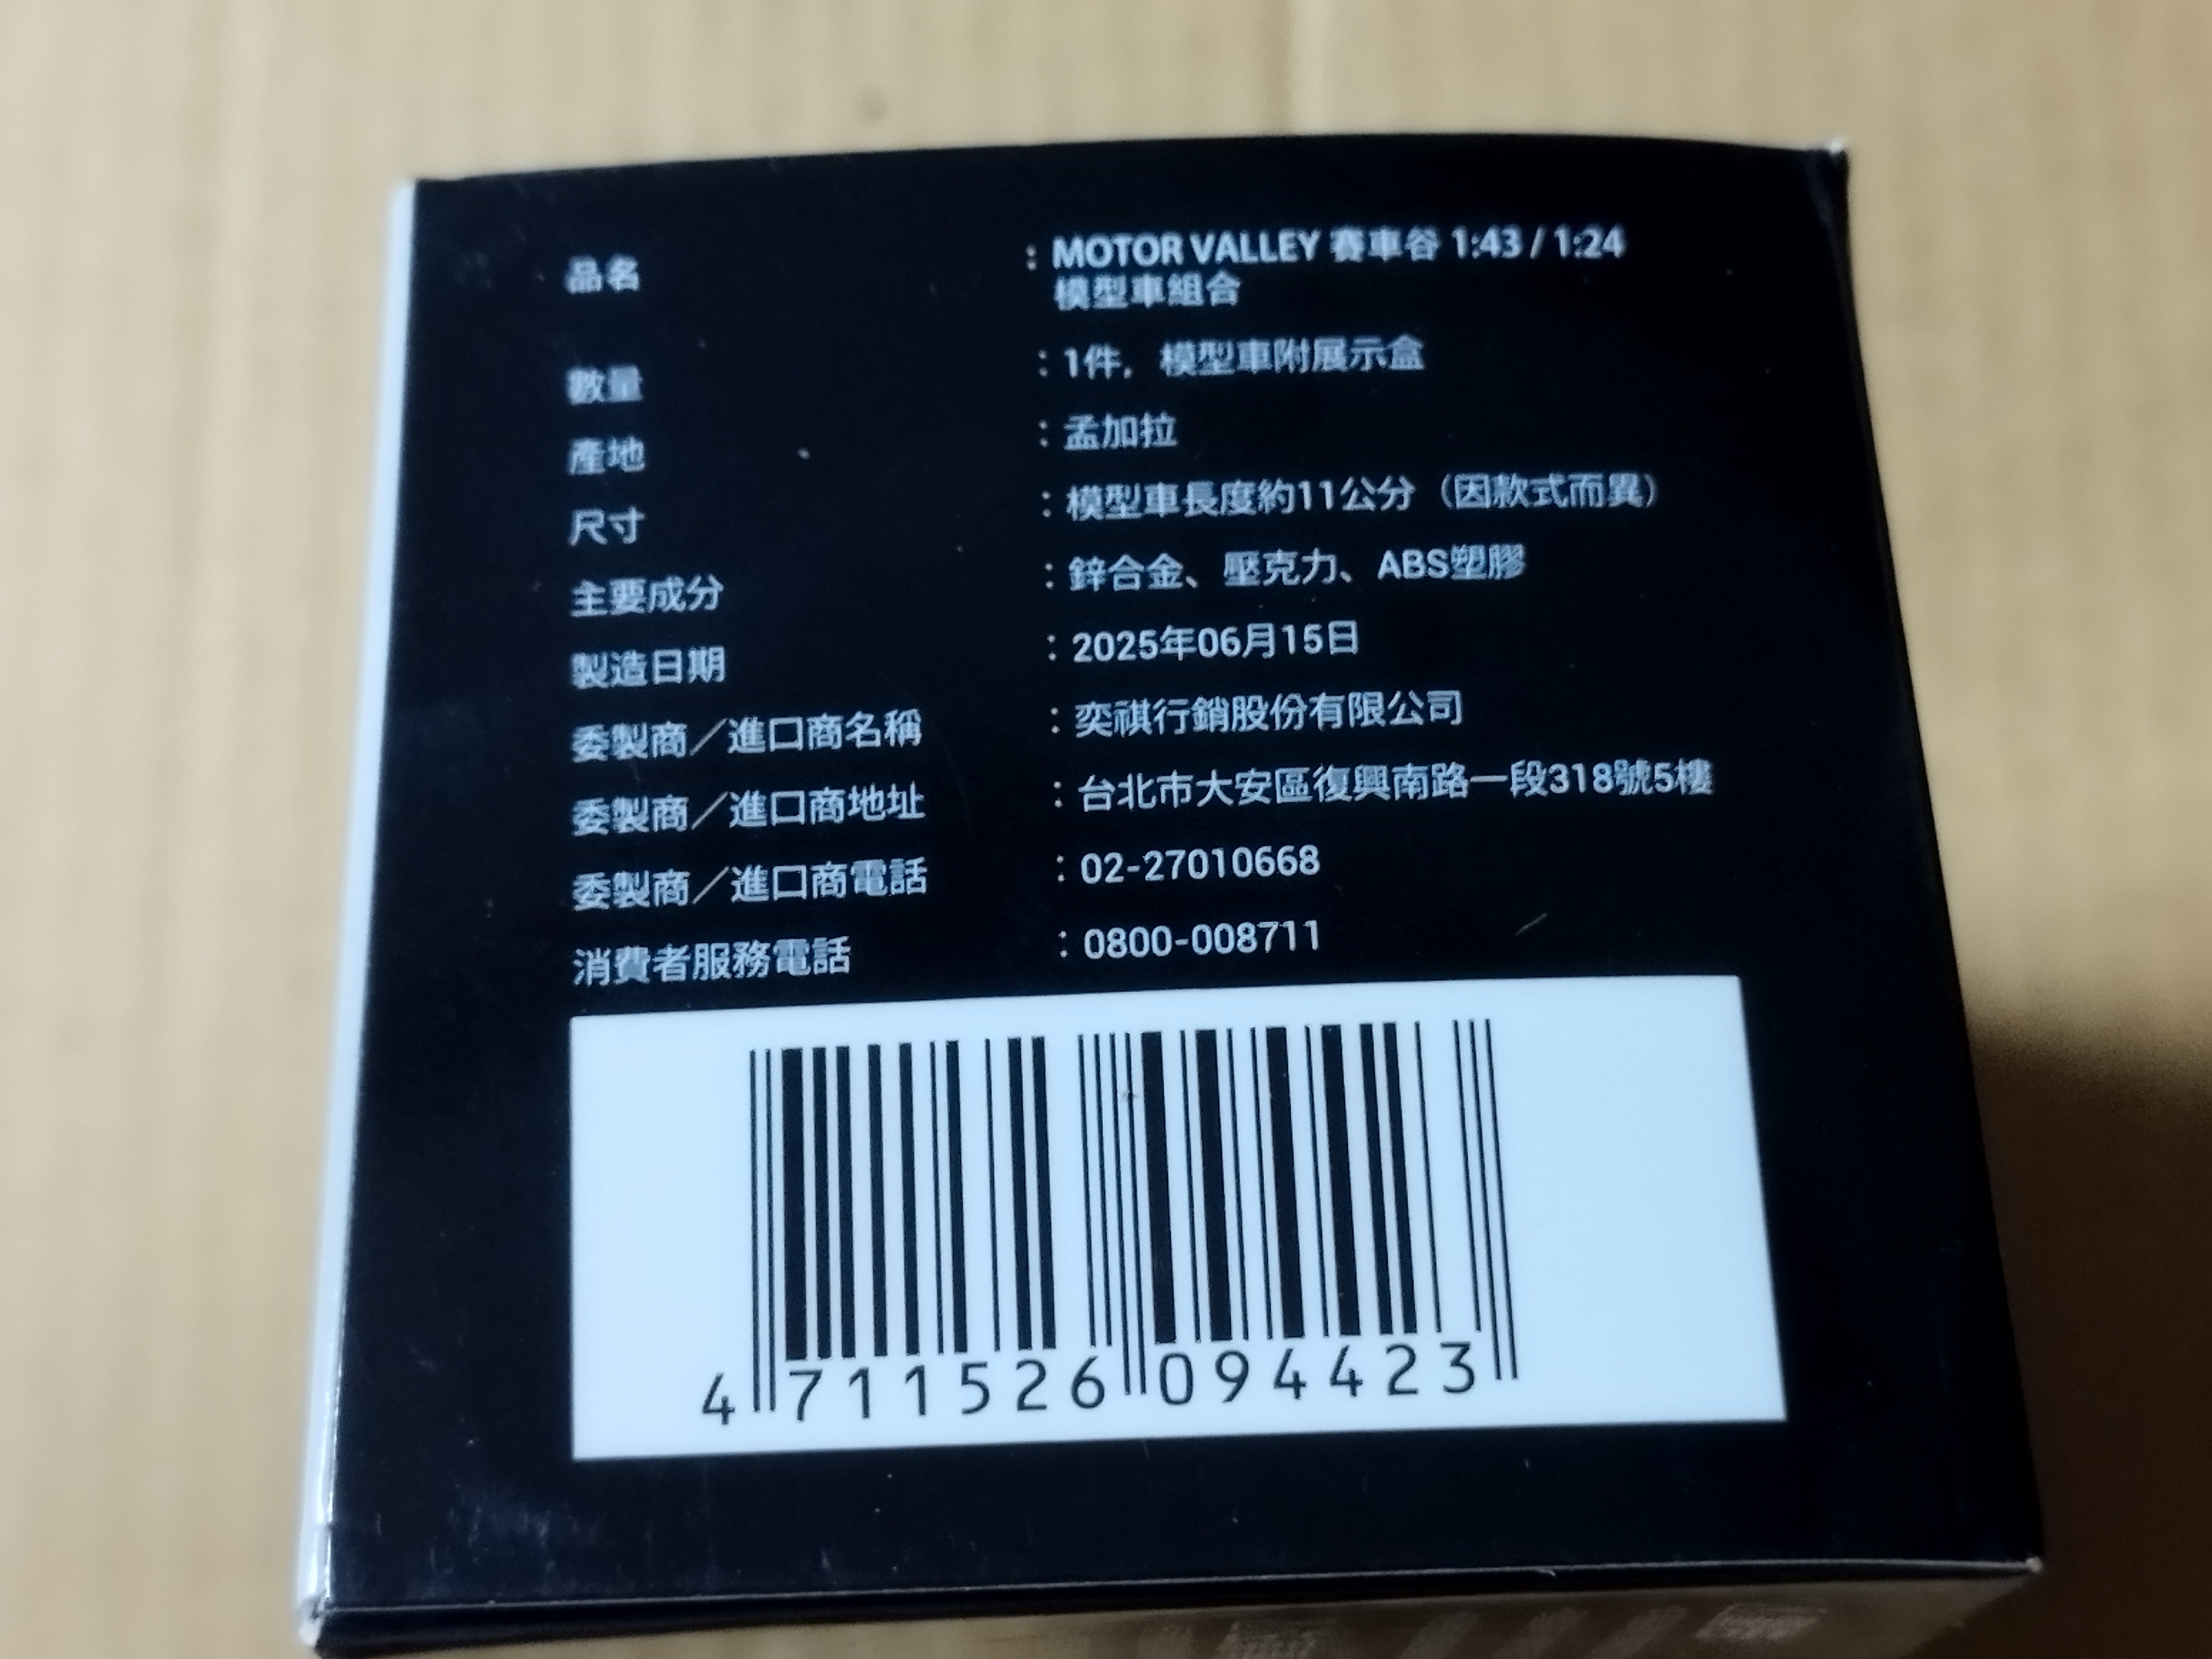 品名 : MOTOR VALLEY 賽車谷 1:43 / 1:24
模型車組合
數量 : 1件，模型車附展示盒
產地 : 孟加拉
尺寸 : 模型車長度約11公分（因款式而異）
主要成分 : 鋅合金、壓克力、ABS塑膠
製造日期 : 2025年06月15日
委製商／進口商名稱 : 奕祺行銷股份有限公司
委製商／進口商地址 : 台北市大安區復興南路一段318號5樓
委製商／進口商電話 : 02-27010668
消費者服務電話 : 0800-008711
4 711526 094423